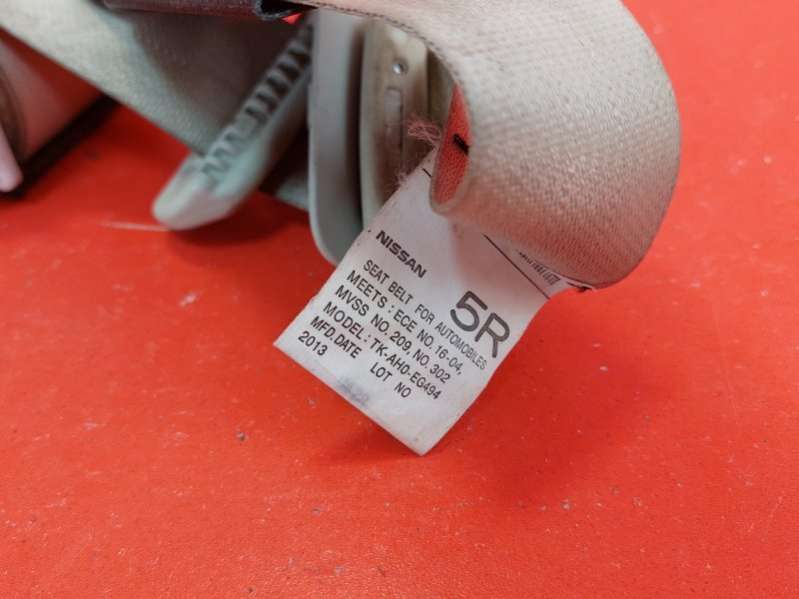 NISSAN
5R
SEAT BELT FOR AUTOMOBILES
MEETS : ECE NO. 16-04,
MVSS NO. 209, NO. 302
MODEL : TK-AH0-EG494
MFD.DATE LOT NO
2013